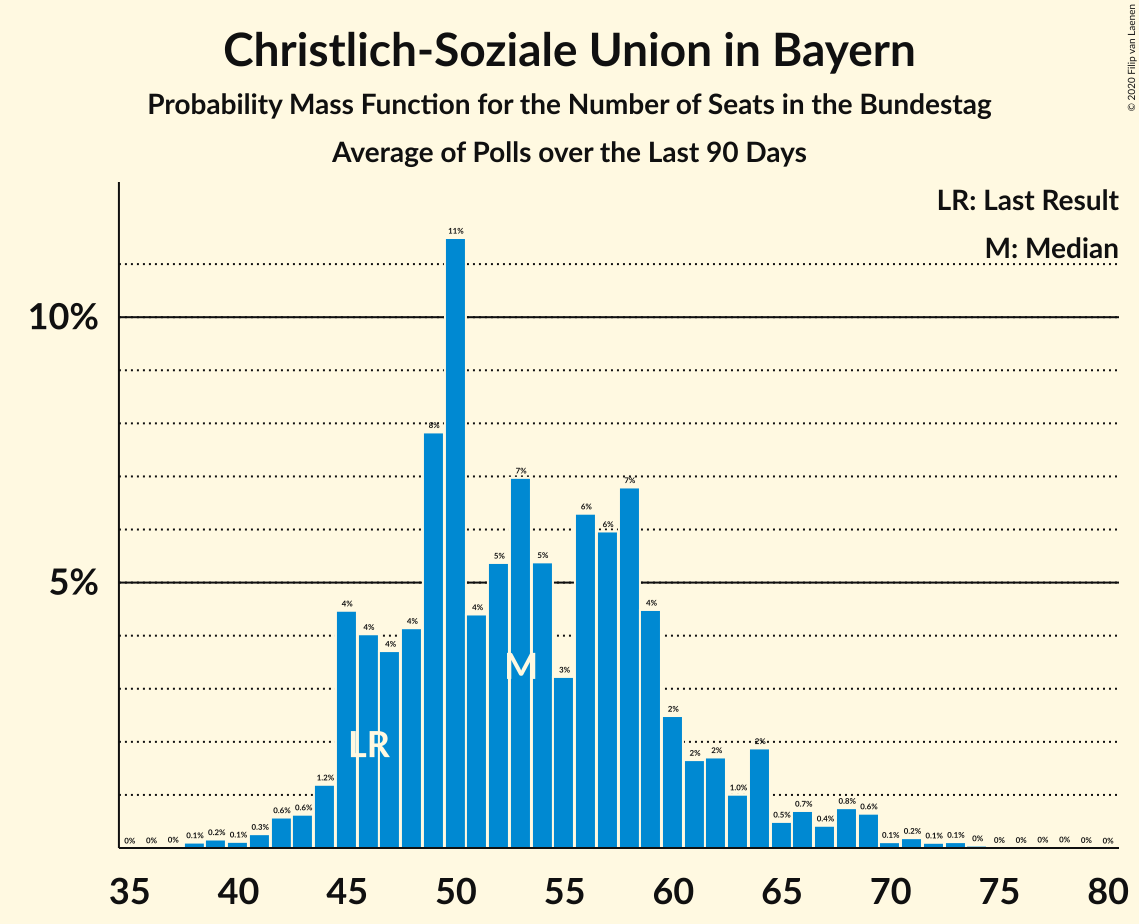 Christlich-Soziale Union in Bayern
Probability Mass Function for the Number of Seats in the Bundestag
Average of Polls over the Last 90 Days
© 2020 Filip van Laenen
LR: Last Result
M: Median
10%
5%
0% 0% 0% 0.1% 0.2% 0.1% 0.3% 0.6% 0.6% 1.2% 4% 4% 4% 4% 8% 11% 4% 5% 7% 5% 3% 6% 6% 7% 4% 2% 2% 2% 1.0% 2% 0.5% 0.7% 0.4% 0.8% 0.6% 0.1% 0.2% 0.1% 0.1% 0% 0% 0% 0% 0% 0% 0%
M
LR
35 40 45 50 55 60 65 70 75 80